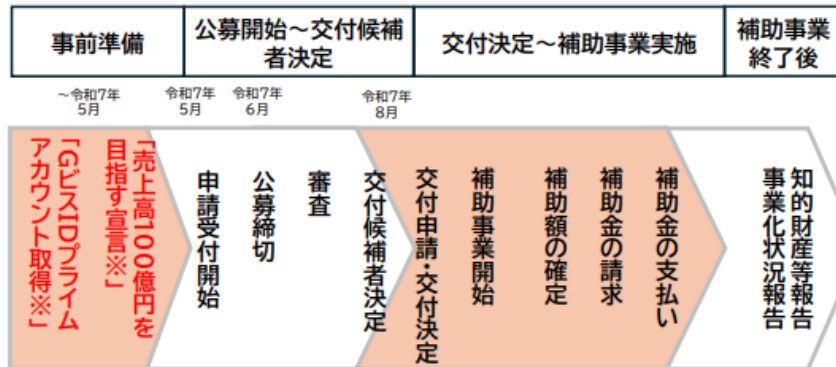 事前準備
公募開始～交付候補
者決定
交付決定～補助事業実施
補助事業
終了後
～令和7年
5月
令和7年
5月
令和7年
6月
令和7年
8月
「GビスIDプライム
アカウント取得※」
「売上高100億円を
目指す宣言※」
申請受付開始
公募締切
審査
交付候補者決定
交付申請・交付決定
補助事業開始
補助額の確定
補助金の請求
補助金の支払い
事業化状況報告
知的財産等報告